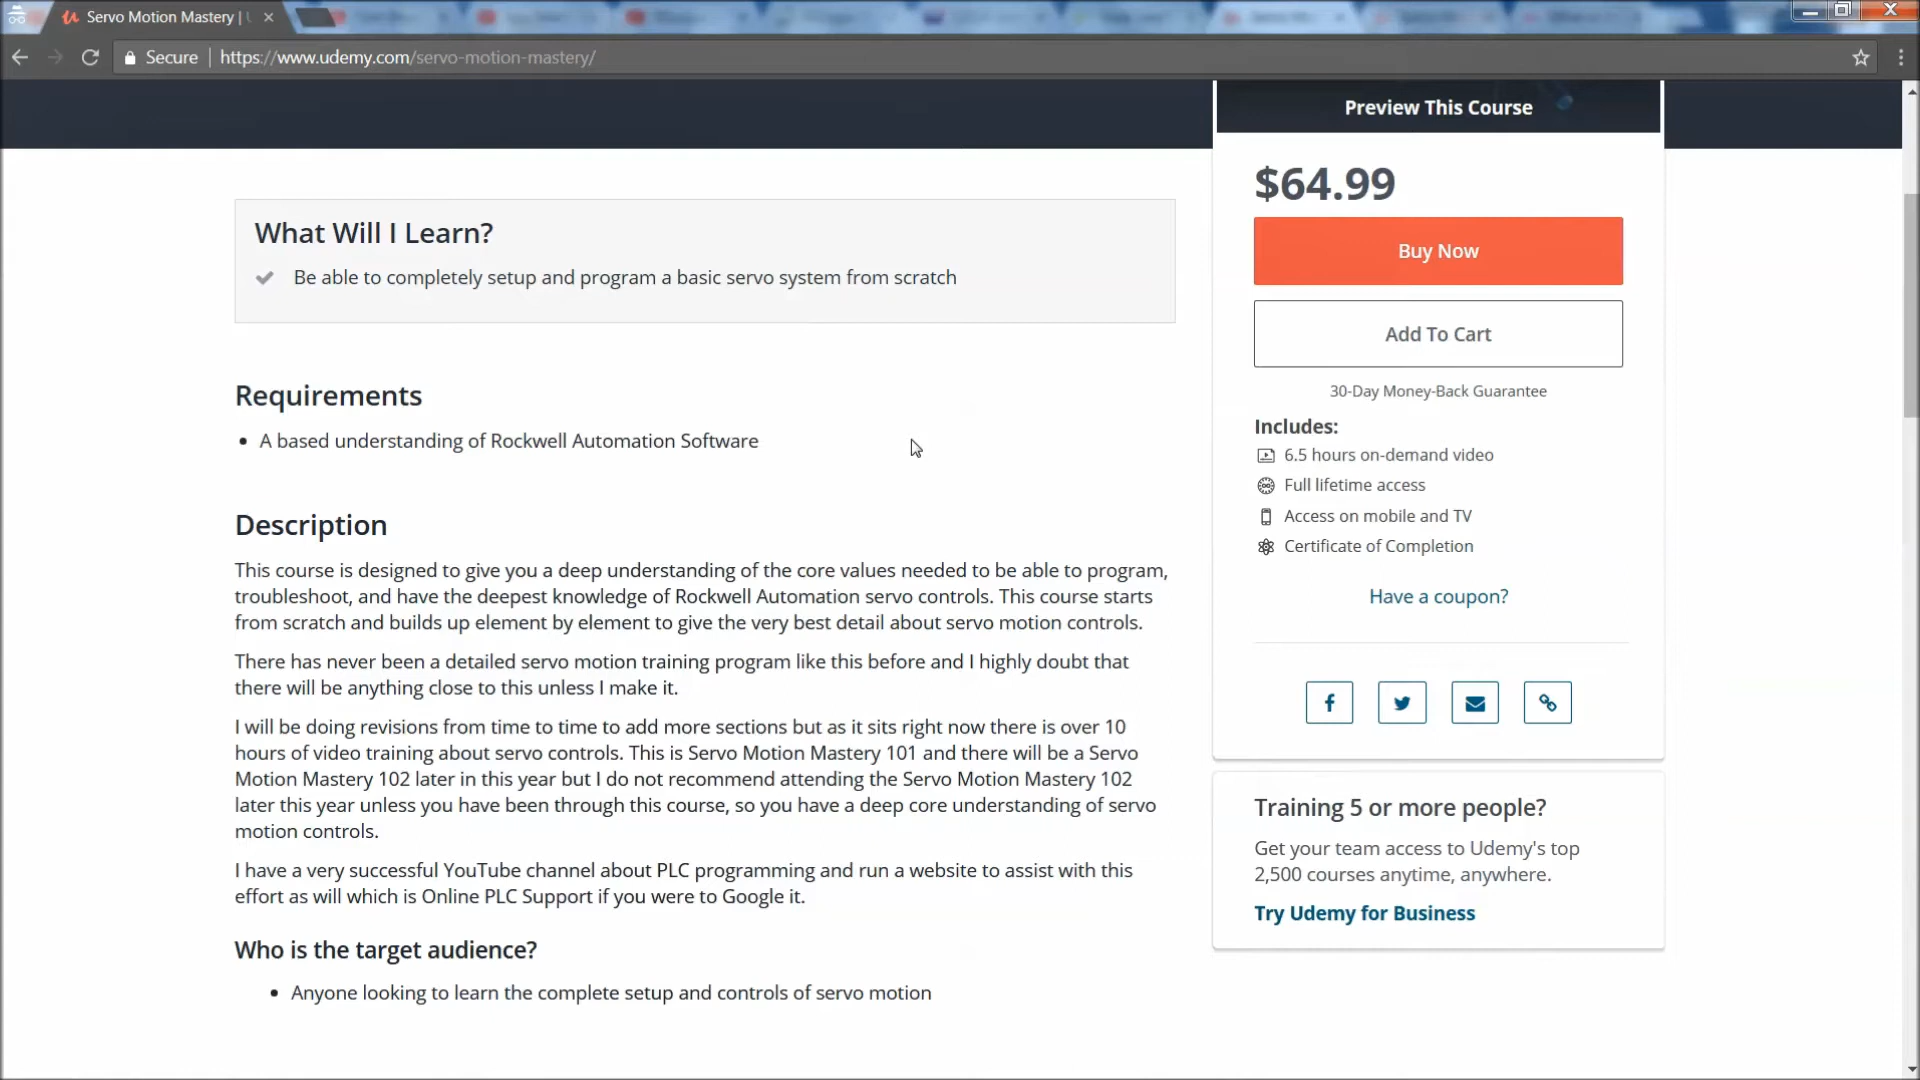 Servo Motion Mastery |
Secure
https://www.udemy.com/servo-motion-mastery/
Preview This Course
$64.99
Buy Now
Add To Cart
30-Day Money-Back Guarantee
Includes:
6.5 hours on-demand video
Full lifetime access
Access on mobile and TV
Certificate of Completion
Have a coupon?
Training 5 or more people?
Get your team access to Udemy's top
2,500 courses anytime, anywhere.
Try Udemy for Business
What Will I Learn?
Be able to completely setup and program a basic servo system from scratch
Requirements
• A based understanding of Rockwell Automation Software
Description
This course is designed to give you a deep understanding of the core values needed to be able to program,
troubleshoot, and have the deepest knowledge of Rockwell Automation servo controls. This course starts
from scratch and builds up element by element to give the very best detail about servo motion controls.
There has never been a detailed servo motion training program like this before and I highly doubt that
there will be anything close to this unless I make it.
I will be doing revisions from time to time to add more sections but as it sits right now there is over 10
hours of video training about servo controls. This is Servo Motion Mastery 101 and there will be a Servo
Motion Mastery 102 later in this year but I do not recommend attending the Servo Motion Mastery 102
later this year unless you have been through this course, so you have a deep core understanding of servo
motion controls.
I have a very successful YouTube channel about PLC programming and run a website to assist with this
effort as will which is Online PLC Support if you were to Google it.
Who is the target audience?
• Anyone looking to learn the complete setup and controls of servo motion